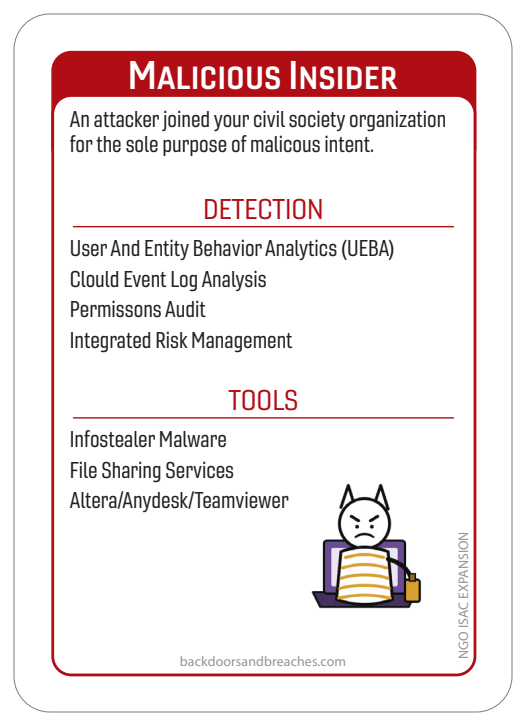 MALICIOUS INSIDER
An attacker joined your civil society organization
for the sole purpose of malicous intent.
DETECTION
User And Entity Behavior Analytics (UEBA)
Clould Event Log Analysis
Permissons Audit
Integrated Risk Management
TOOLS
Infostealer Malware
File Sharing Services
Altera/Anydesk/Teamviewer
NGO ISAC EXPANSION
backdoorsandbreaches.com